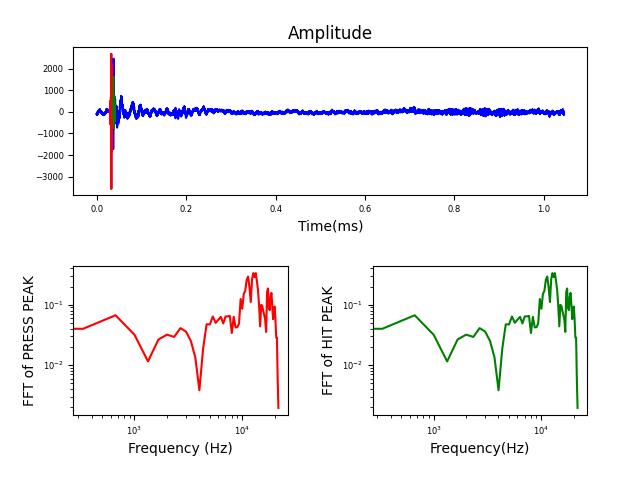 Amplitude
2000
1000
0
−1000
−2000
−3000
0.0 0.2 0.4 0.6 0.8 1.0
Time(ms)
FFT of PRESS PEAK
10⁻¹
10⁻²
10³ 10⁴
Frequency (Hz)
FFT of HIT PEAK
10⁻¹
10⁻²
10³ 10⁴
Frequency(Hz)